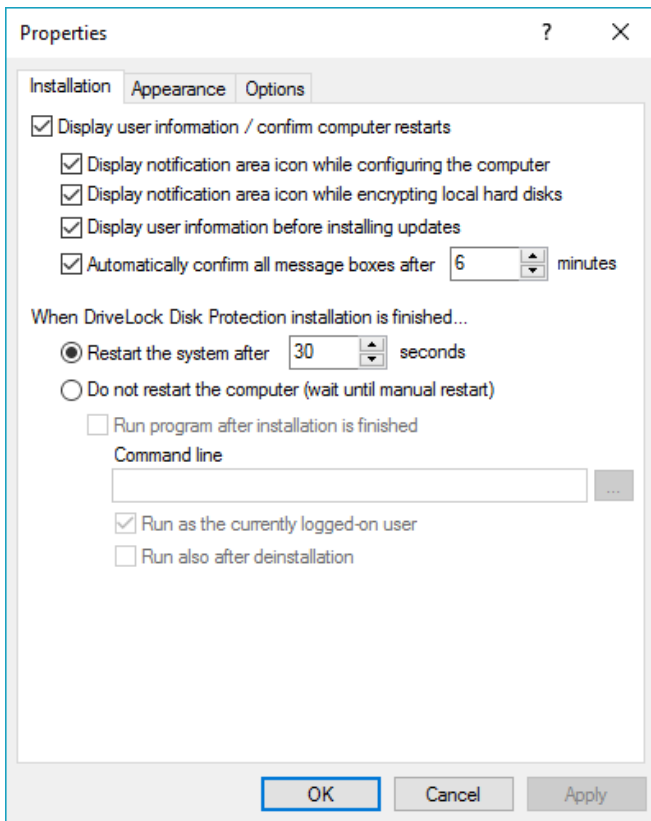 Properties ?
Installation Appearance Options
Display user information / confirm computer restarts
Display notification area icon while configuring the computer
Display notification area icon while encrypting local hard disks
Display user information before installing updates
Automatically confirm all message boxes after 6 minutes
When DriveLock Disk Protection installation is finished...
Restart the system after 30 seconds
Do not restart the computer (wait until manual restart)
Run program after installation is finished
Command line
...
Run as the currently logged-on user
Run also after deinstallation
OK Cancel Apply